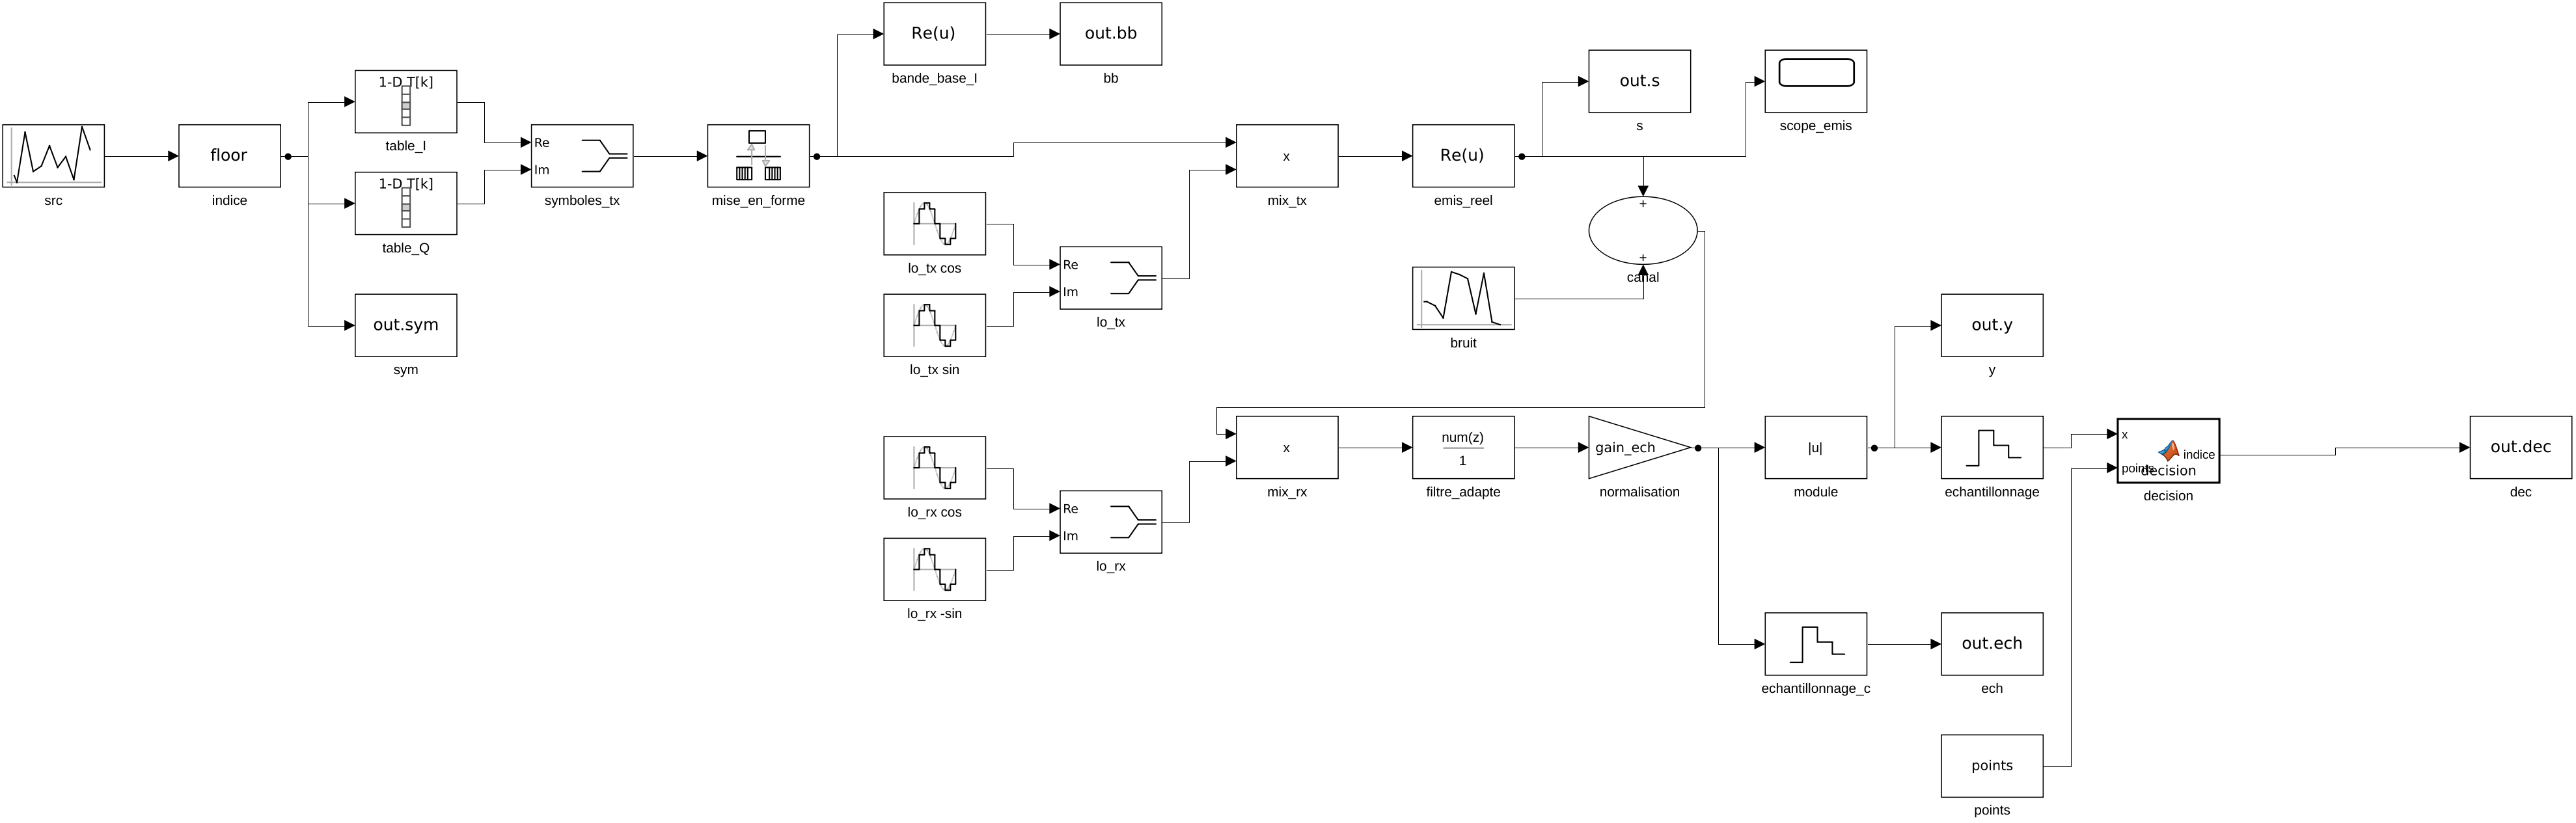 Re(u)
bande_base_I
out.bb
bb
out.s
s
scope_emis
1-D T[k]
table_I
src
floor
indice
Re
Im
symboles_tx
mise_en_forme
x
mix_tx
Re(u)
emis_reel
1-D T[k]
table_Q
+
+
canal
lo_tx cos
Re
Im
lo_tx
lo_tx sin
bruit
out.sym
sym
out.y
y
lo_rx cos
Re
Im
lo_rx
lo_rx -sin
x
mix_rx
num(z)
1
filtre_adapte
gain_ech
normalisation
|u|
module
echantillonnage
x
points
indice
decision
decision
out.dec
dec
echantillonnage_c
out.ech
ech
points
points